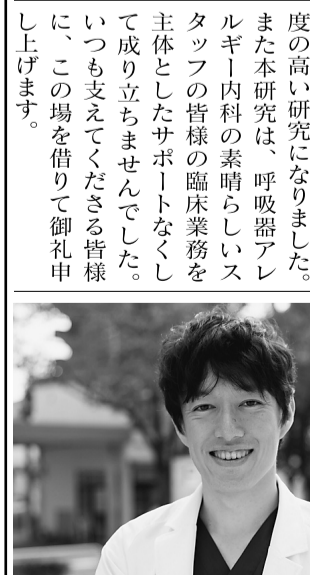 度の高い研究になりました。
また本研究は、呼吸器アレ
ルギー内科の素晴らしいス
タッフの皆様の臨床業務を
主体としたサポートなくし
て成り立ちませんでした。
いつも支えてくださる皆様
に、この場を借りて御礼申
し上げます。